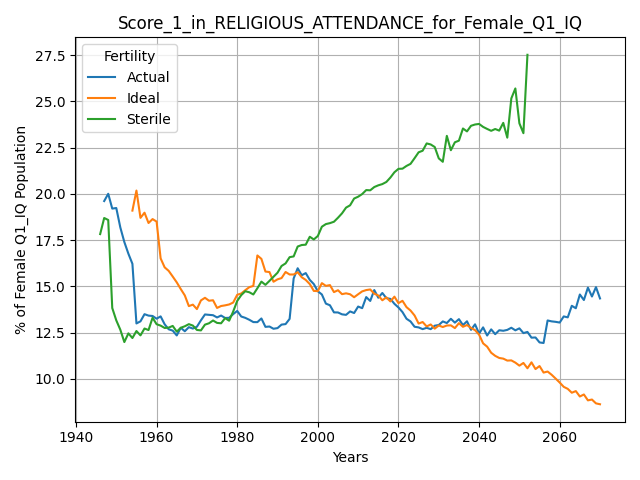 Score_1_in_RELIGIOUS_ATTENDANCE_for_Female_Q1_IQ
Fertility
Actual
Ideal
Sterile
% of Female Q1_IQ Population
27.5
25.0
22.5
20.0
17.5
15.0
12.5
10.0
1940 1960 1980 2000 2020 2040 2060
Years